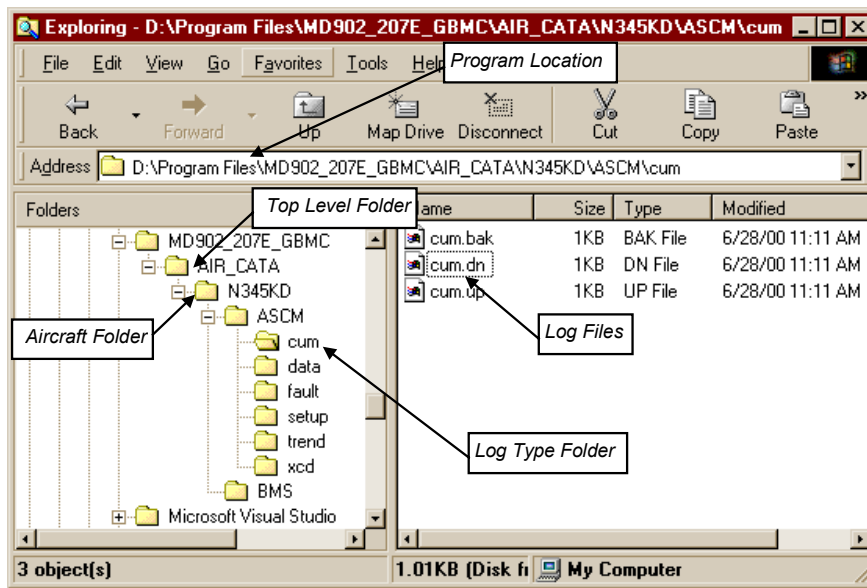 Exploring - D:\Program Files\MD902_207E_GBMC\AIR_CATA\N345KD\ASCM\cum
File Edit View Go Favorites Tools Help
Program Location
Back Forward Up Map Drive Disconnect Cut Copy Paste »
Address D:\Program Files\MD902_207E_GBMC\AIR_CATA\N345KD\ASCM\cum
Folders
Top Level Folder
Name Size Type Modified
MD902_207E_GBMC
AIR_CATA
N345KD
ASCM
cum
data
fault
setup
trend
xcd
BMS
Microsoft Visual Studio
Aircraft Folder
cum.bak 1KB BAK File 6/28/00 11:11 AM
cum.dn 1KB DN File 6/28/00 11:11 AM
cum.up 1KB UP File 6/28/00 11:11 AM
Log Files
Log Type Folder
3 object(s) 1.01KB (Disk fr My Computer